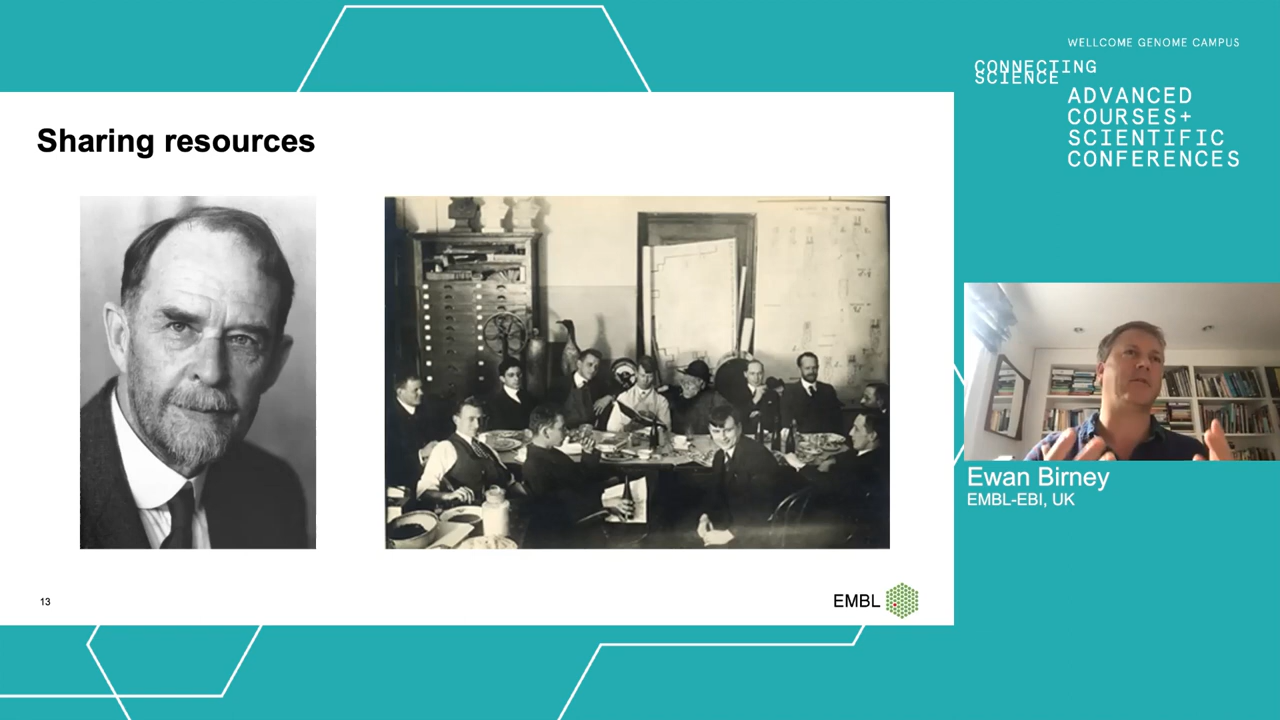 WELLCOME GENOME CAMPUS
CONNECTING
SCIENCE
ADVANCED
COURSES+
SCIENTIFIC
CONFERENCES
Sharing resources
Ewan Birney
EMBL-EBI, UK
13
EMBL